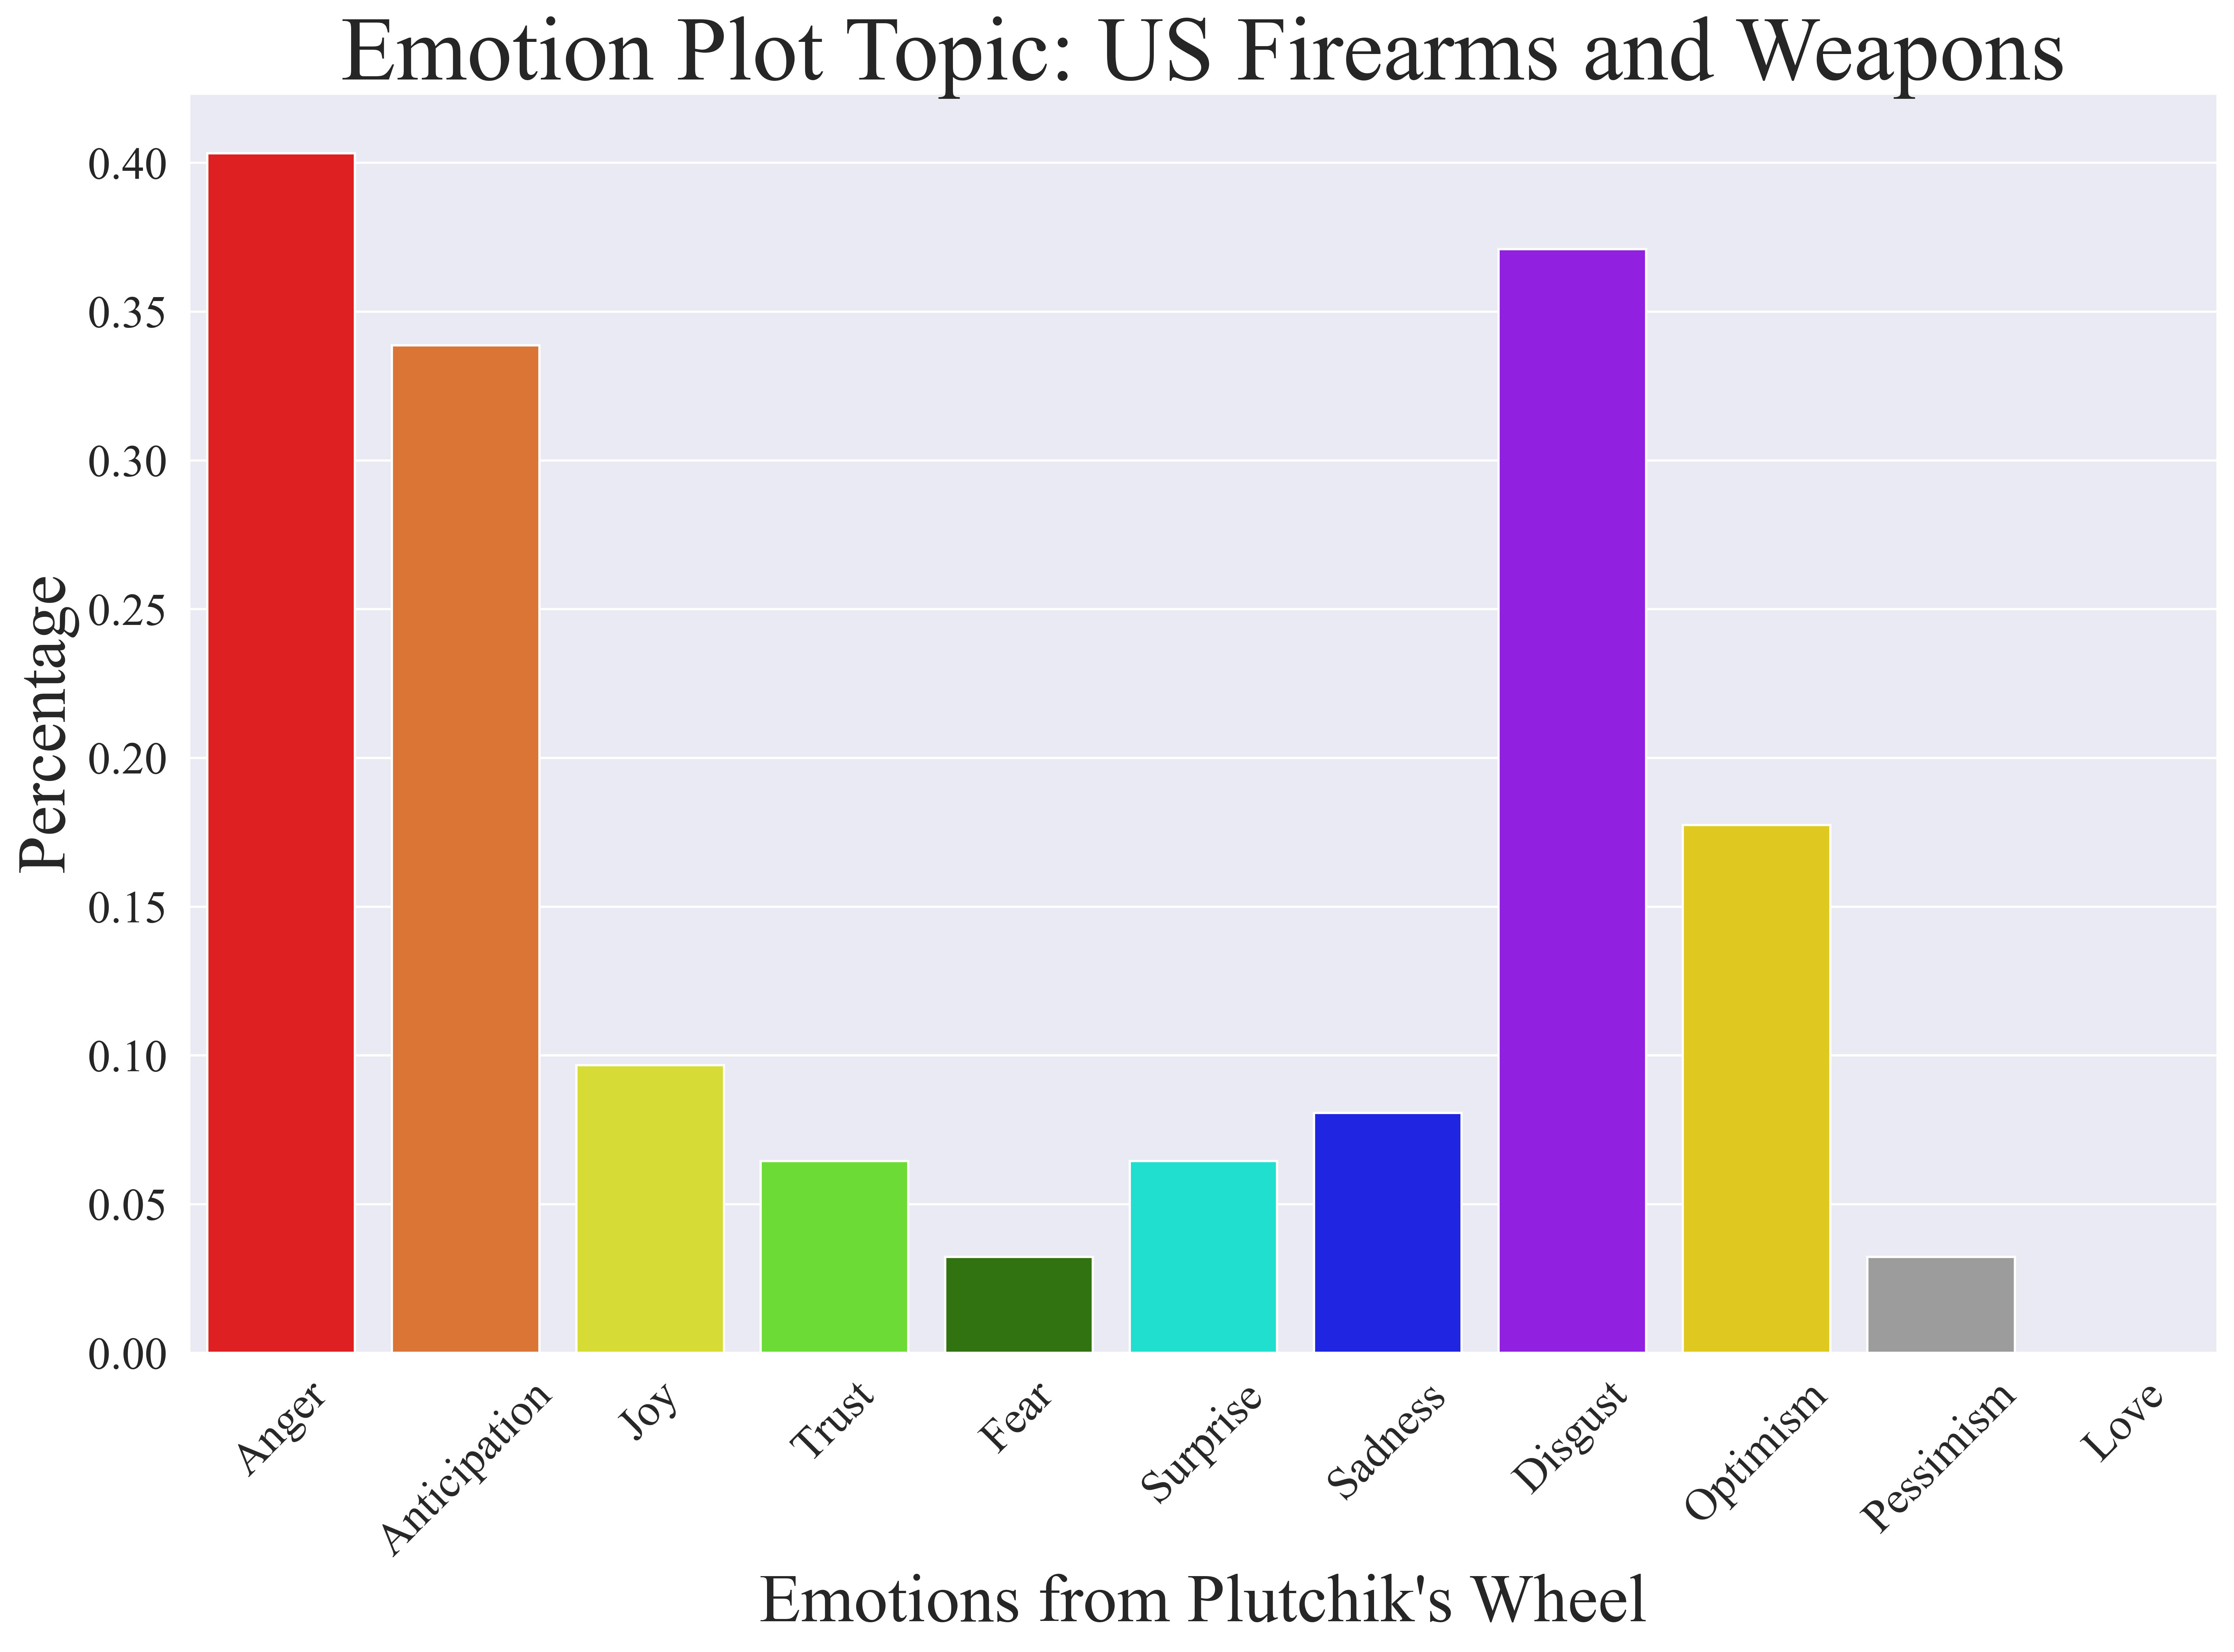 Emotion Plot Topic: US Firearms and Weapons
Percentage
0.40
0.35
0.30
0.25
0.20
0.15
0.10
0.05
0.00
Anger
Anticipation
Joy
Trust
Fear
Surprise
Sadness
Disgust
Optimism
Pessimism
Love
Emotions from Plutchik's Wheel